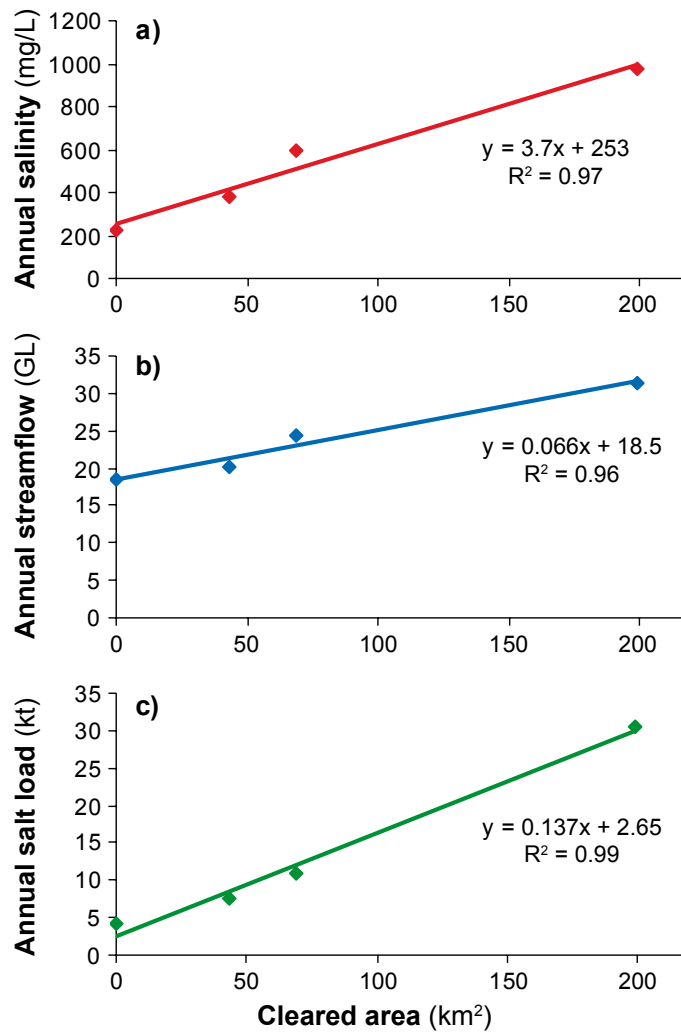 a)
Annual salinity (mg/L)
1200
1000
800
600
400
200
0
y = 3.7x + 253
R² = 0.97
0 50 100 150 200
b)
Annual streamflow (GL)
35
30
25
20
15
10
5
0
y = 0.066x + 18.5
R² = 0.96
0 50 100 150 200
c)
Annual salt load (kt)
35
30
25
20
15
10
5
0
y = 0.137x + 2.65
R² = 0.99
0 50 100 150 200
Cleared area (km²)